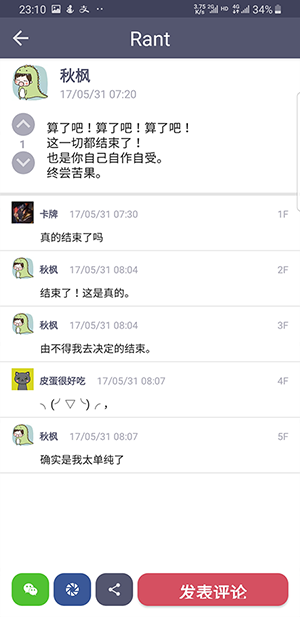 23:10 3.75 K/s 2G HD 4G 34%
Rant
秋枫
17/05/31 07:20
算了吧！算了吧！算了吧！
1
这一切都结束了！
也是你自己自作自受。
终尝苦果。
卡牌 17/05/31 07:30 1F
真的结束了吗
秋枫 17/05/31 08:04 2F
结束了！这是真的。
秋枫 17/05/31 08:04 3F
由不得我去决定的结束。
皮蛋很好吃 17/05/31 08:07 4F
╮(╯▽╰)╭，
秋枫 17/05/31 08:07 5F
确实是我太单纯了
发表评论